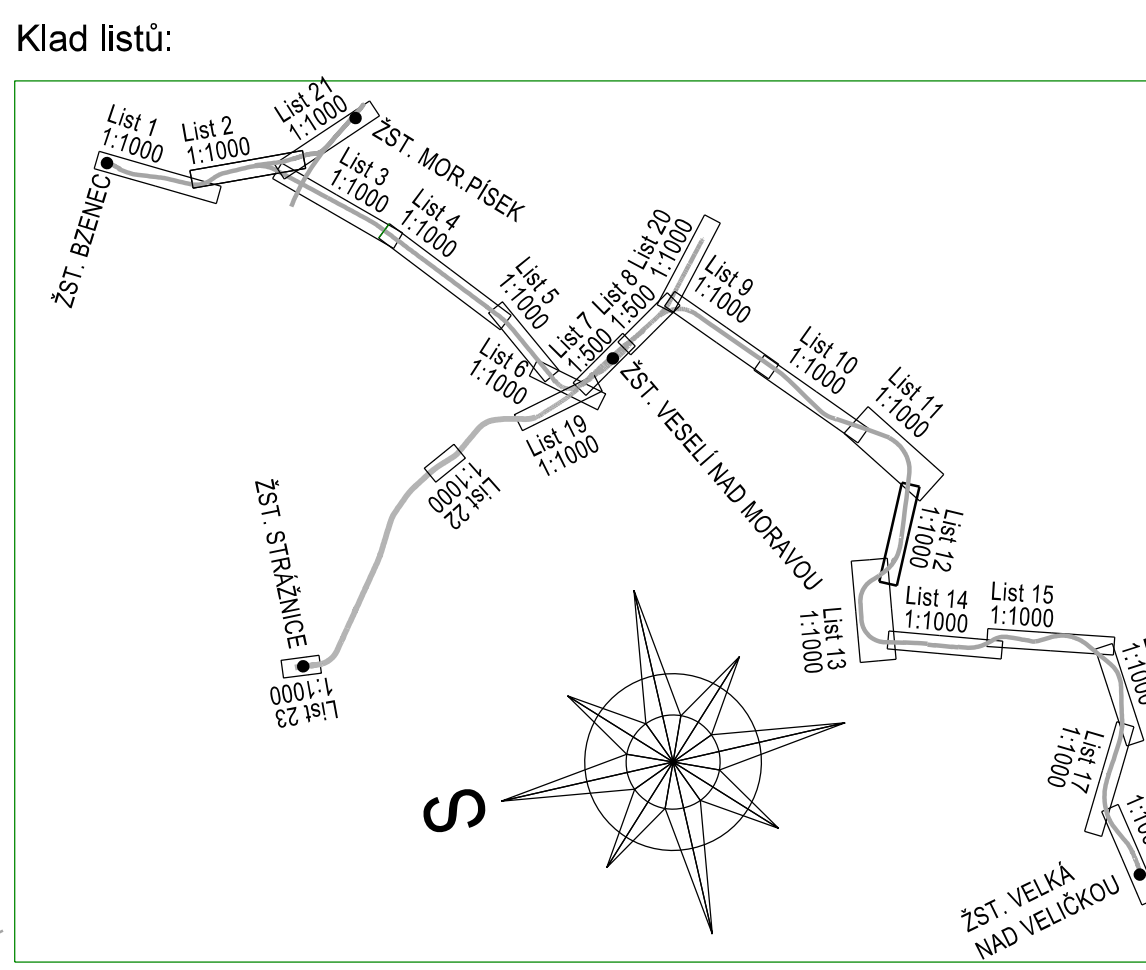 Klad listů:
List 1
1:1000
List 2
1:1000
List 21
1:1000
ŽST. BZENEC
ŽST. MOR.PÍSEK
List 3
1:1000
List 4
1:1000
List 5
1:1000
List 6
1:1000
List 7
1:500
List 8
1:500
List 20
1:1000
List 9
1:1000
List 10
1:1000
List 11
1:1000
List 19
1:1000
List 22
1:1000
ŽST. VESELÍ NAD MORAVOU
ŽST. STRÁŽNICE
List 23
1:1000
List 12
1:1000
List 13
1:1000
List 14
1:1000
List 15
1:1000
1:1000
List 17
1:1000
S
ŽST. VELKÁ
NAD VELIČKOU